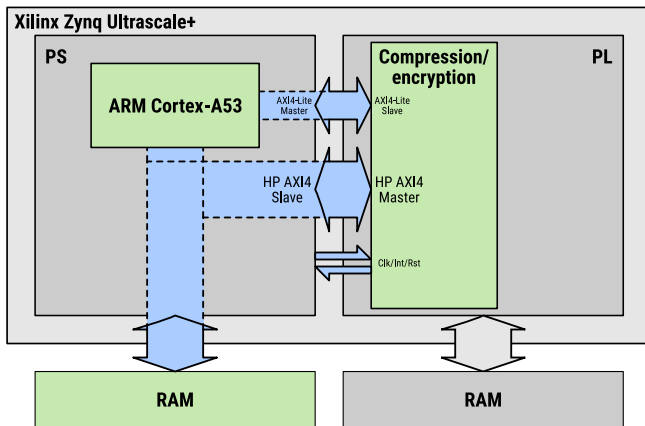 Xilinx Zynq Ultrascale+
PS
PL
Compression/
encryption
ARM Cortex-A53
AXI4-Lite
Master
AXI4-Lite
Slave
HP AXI4
Slave
HP AXI4
Master
Clk/Int/Rst
RAM
RAM